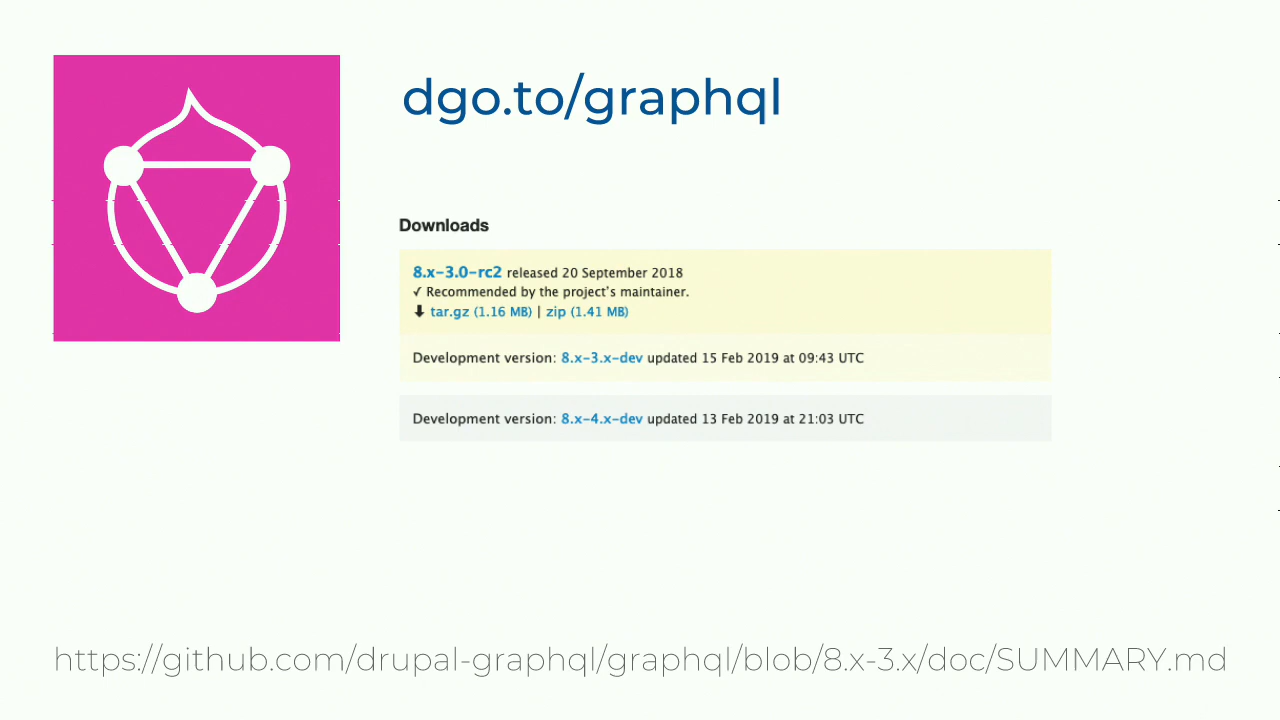 dgo.to/graphql
Downloads
8.x-3.0-rc2 released 20 September 2018
✓ Recommended by the project's maintainer.
tar.gz (1.16 MB) | zip (1.41 MB)
Development version: 8.x-3.x-dev updated 15 Feb 2019 at 09:43 UTC
Development version: 8.x-4.x-dev updated 13 Feb 2019 at 21:03 UTC
https://github.com/drupal-graphql/graphql/blob/8.x-3.x/doc/SUMMARY.md